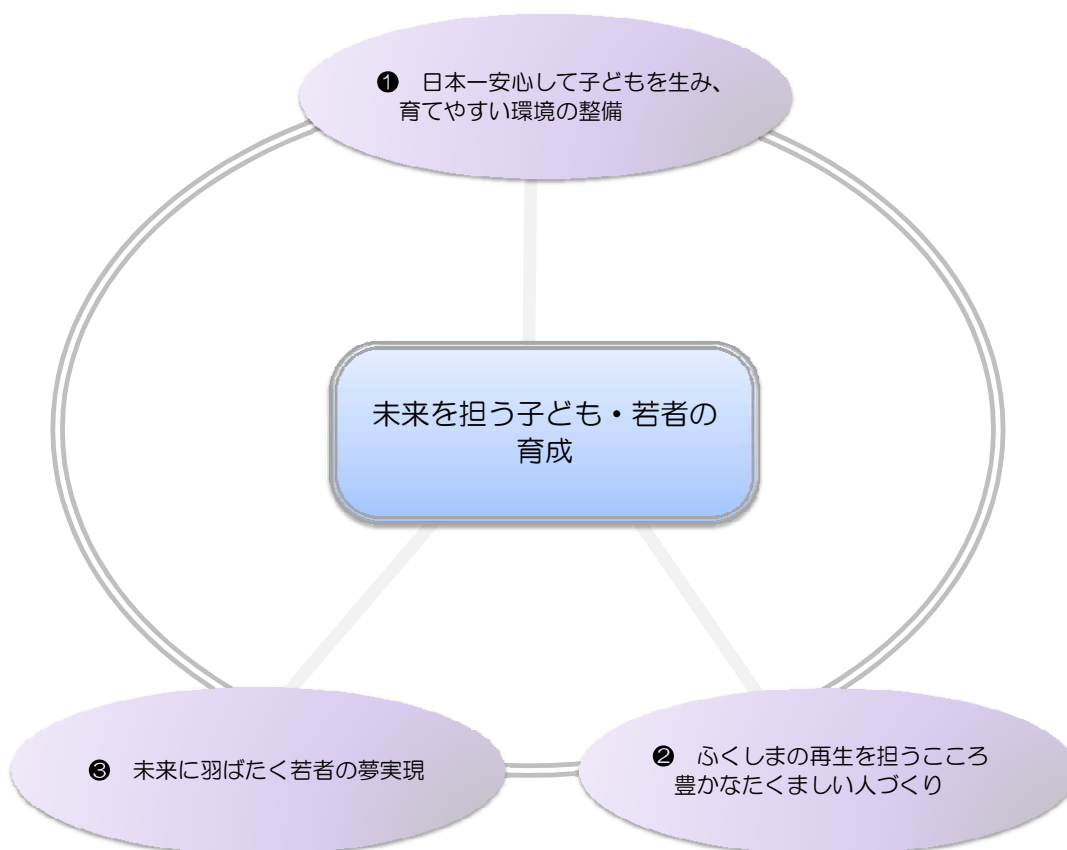 ❶　日本一安心して子どもを生み、
育てやすい環境の整備
未来を担う子ども・若者の
育成
❸　未来に羽ばたく若者の夢実現
❷　ふくしまの再生を担うこころ
豊かなたくましい人づくり